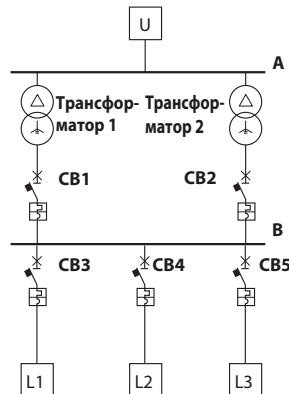 U
A
Трансфор-
матор 1
Трансфор-
матор 2
CB1
CB2
B
CB3
CB4
CB5
L1
L2
L3